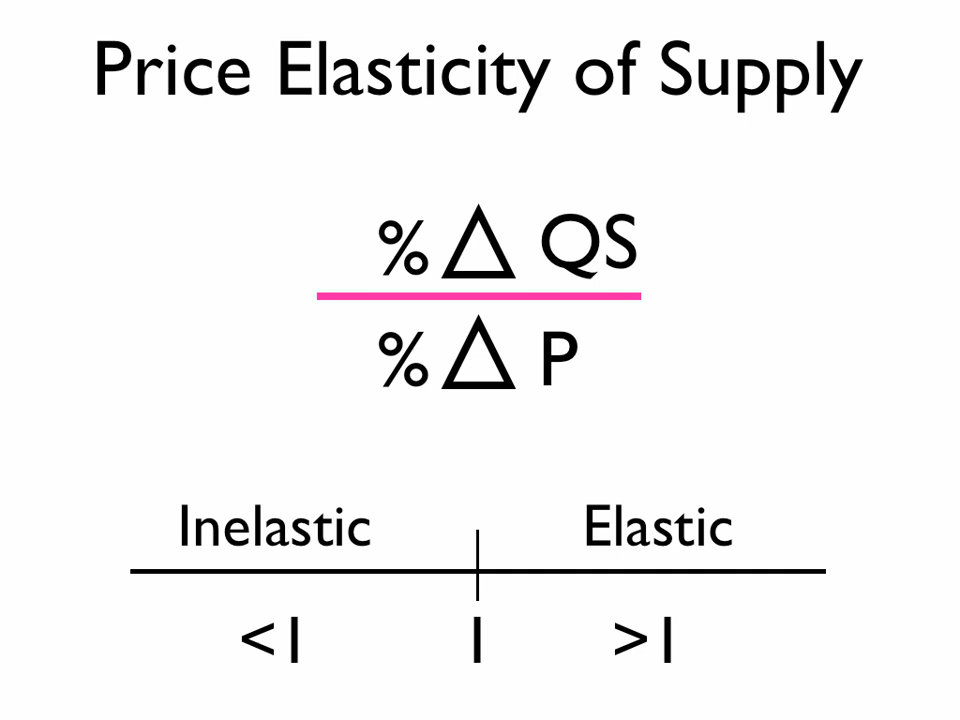 Price Elasticity of Supply
%△ QS
%△ P
Inelastic Elastic
<1 1 >1